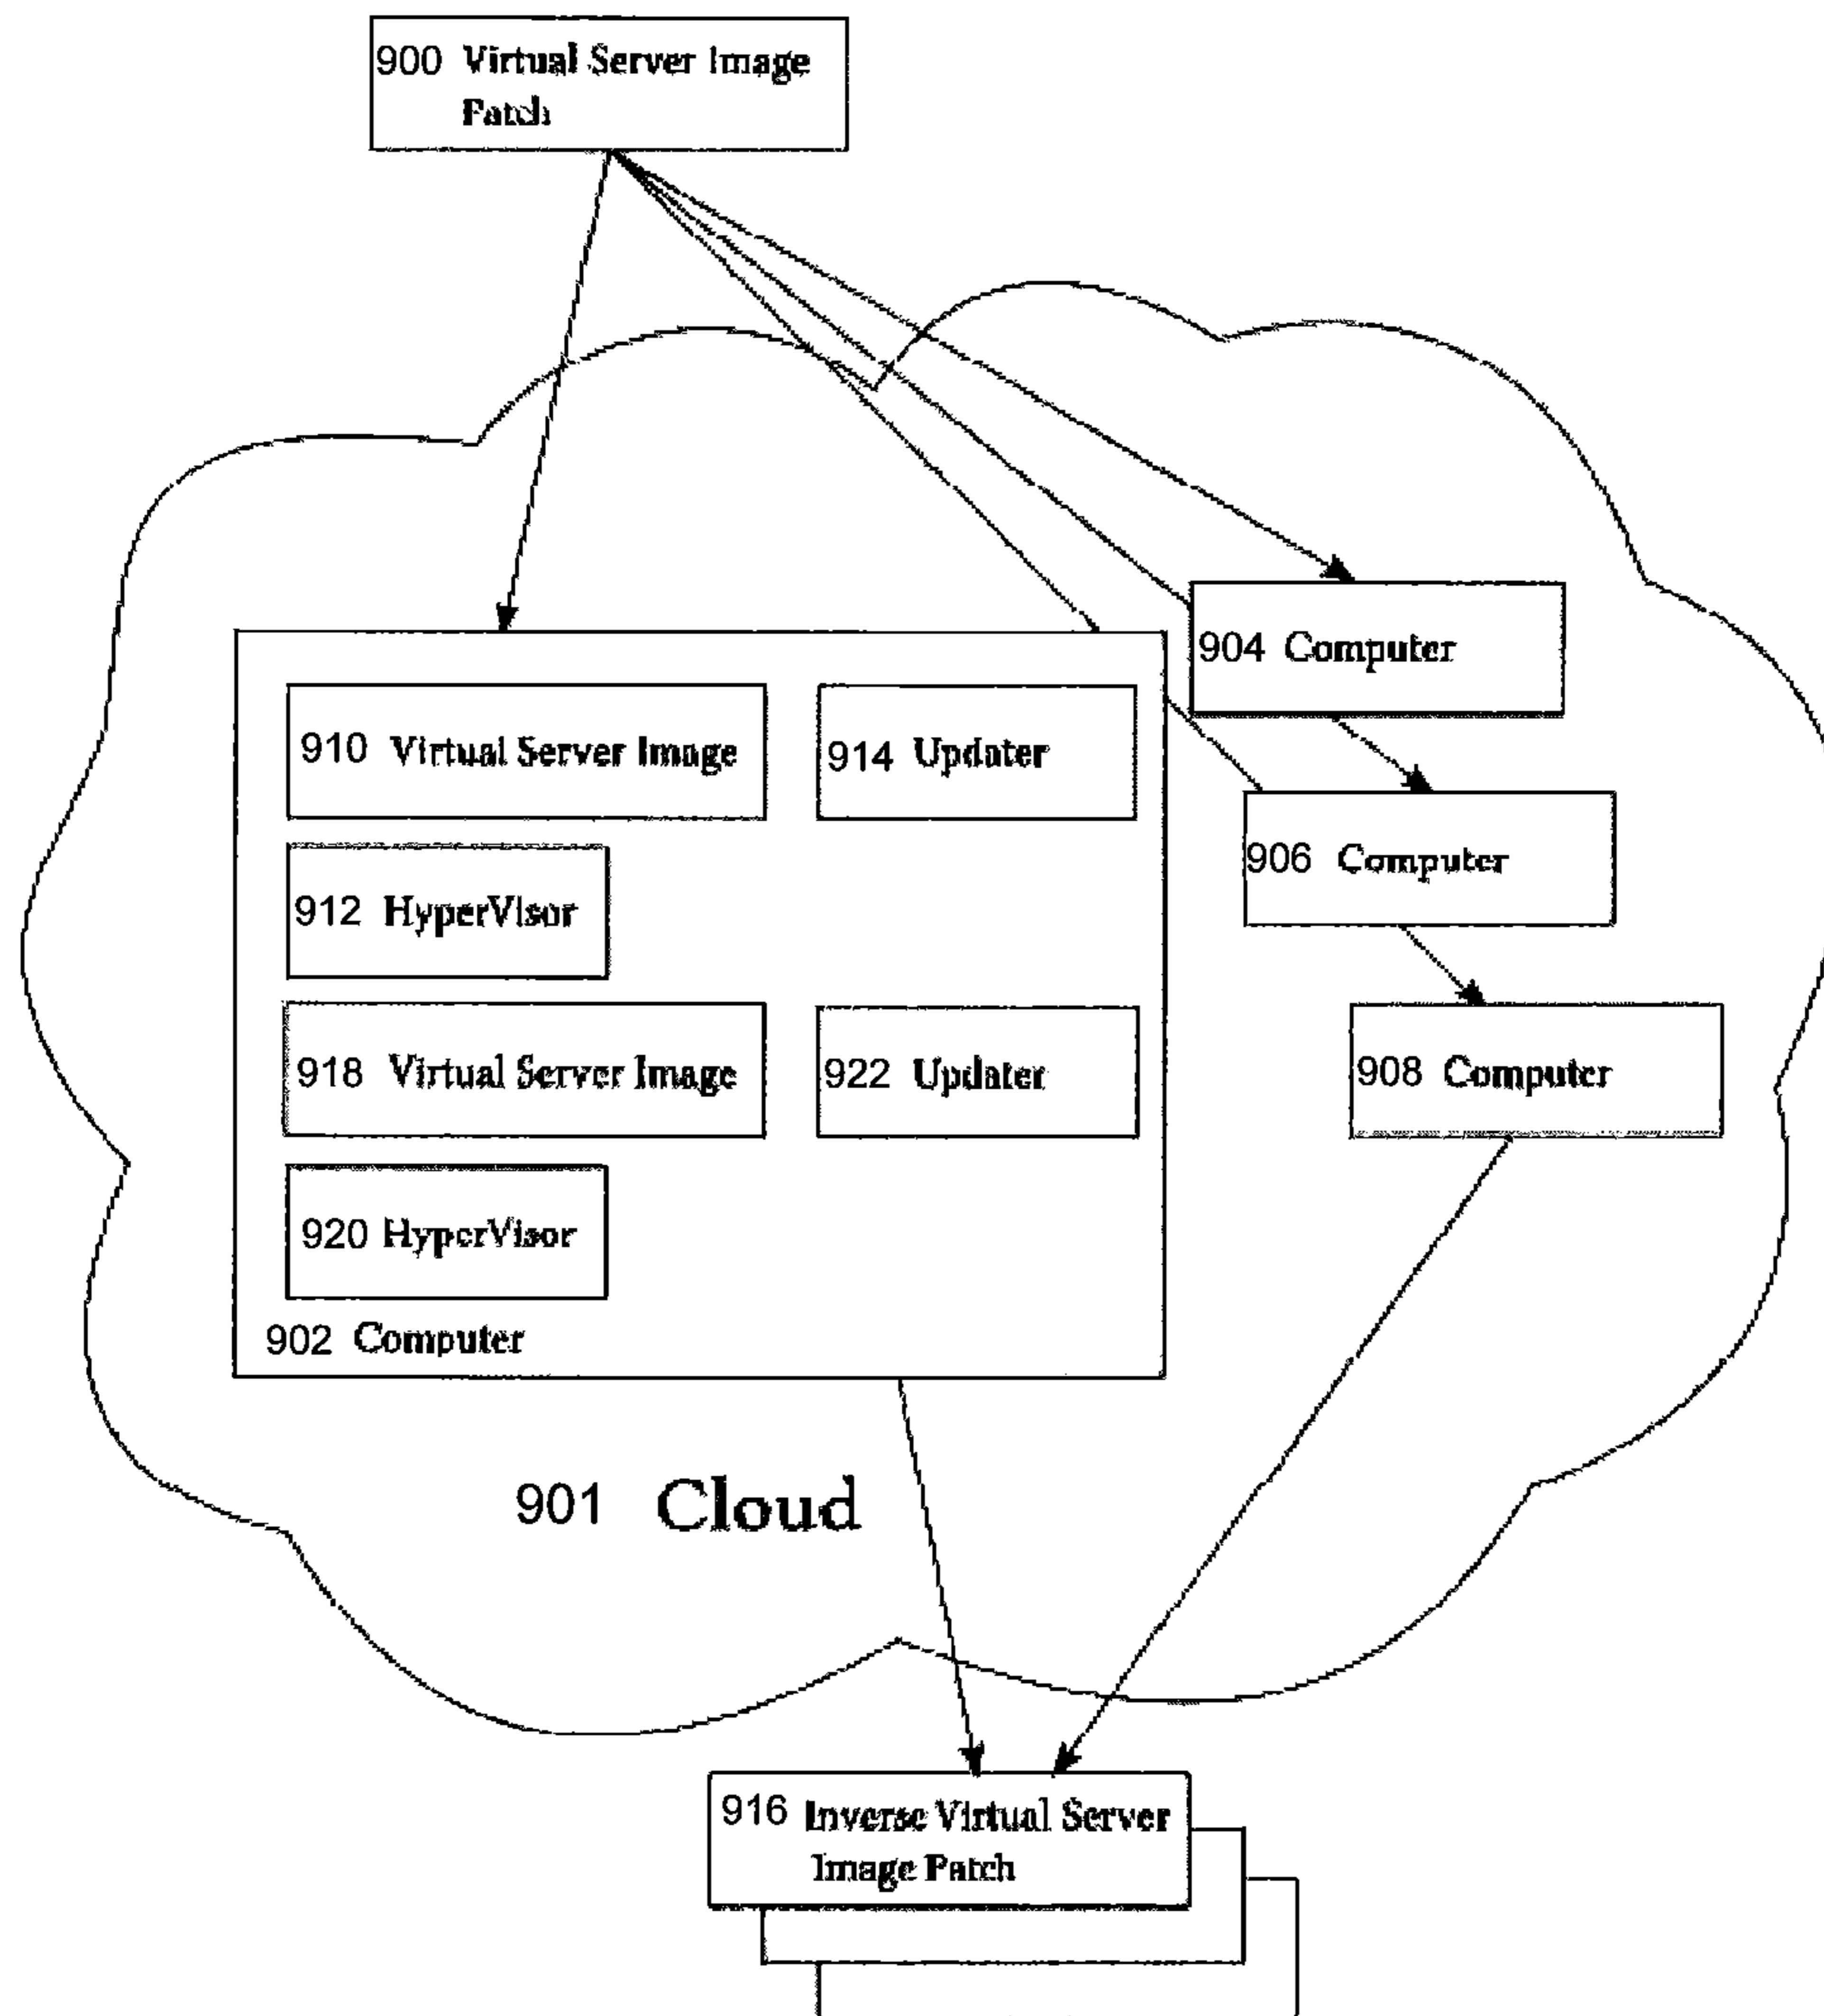 900 Virtual Server Image
Patch
904 Computer
910 Virtual Server Image
914 Updater
906 Computer
912 HyperVisor
918 Virtual Server Image
922 Updater
908 Computer
920 HyperVisor
902 Computer
901 Cloud
916 Inverse Virtual Server
Image Patch